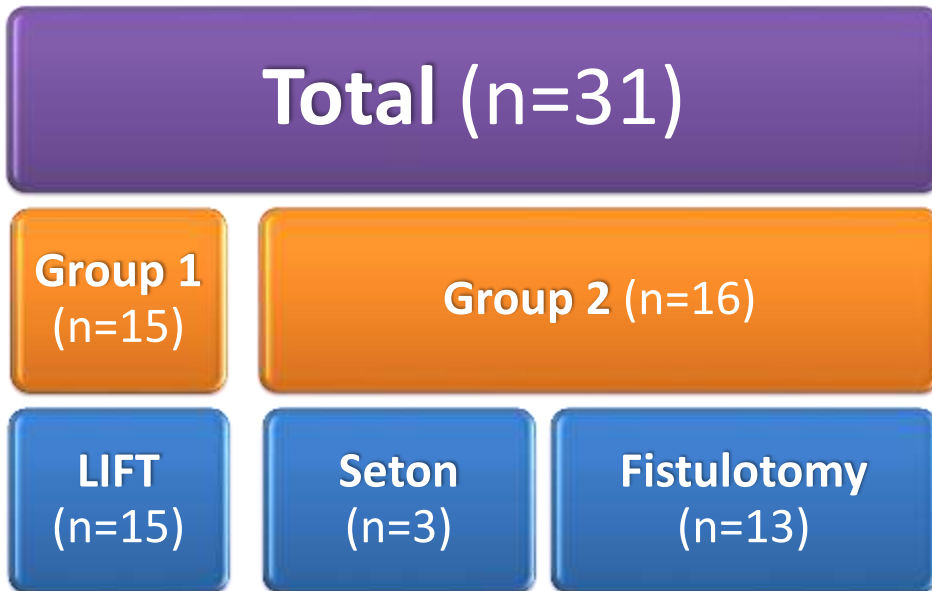 Total (n=31)
Group 1
(n=15)
Group 2 (n=16)
LIFT
(n=15)
Seton
(n=3)
Fistulotomy
(n=13)